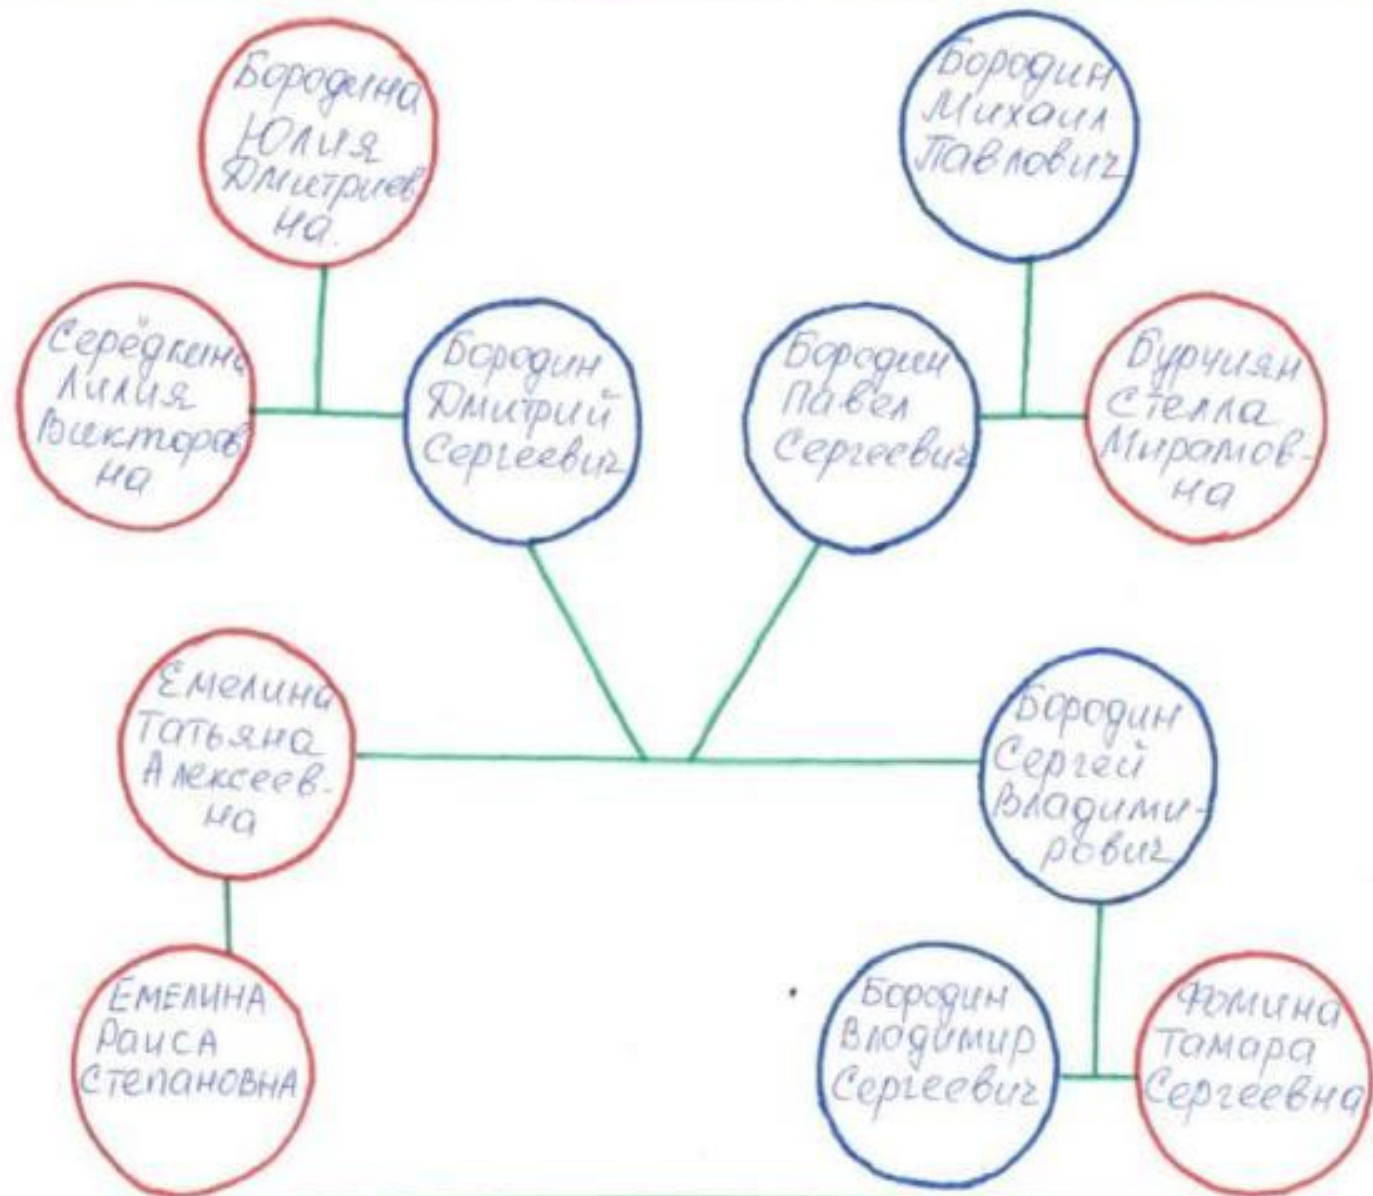 Бородина
Юлия
Дмитриев
на.
Бородин
Михаил
Павлович
Серёдкина
Лилия
Викторов
на
Бородин
Дмитрий
Сергеевич
Бородин
Павел
Сергеевич
Бурчиян
Стелла
Мирамов-
на
Емелина
Татьяна
Алексеев-
на
Бородин
Сергей
Владими-
рович
ЕМЕЛИНА
РаиСА
СТЕПАНОВНА
Бородин
Владимир
Сергеевич
Фомина
Тамара
Сергеевна